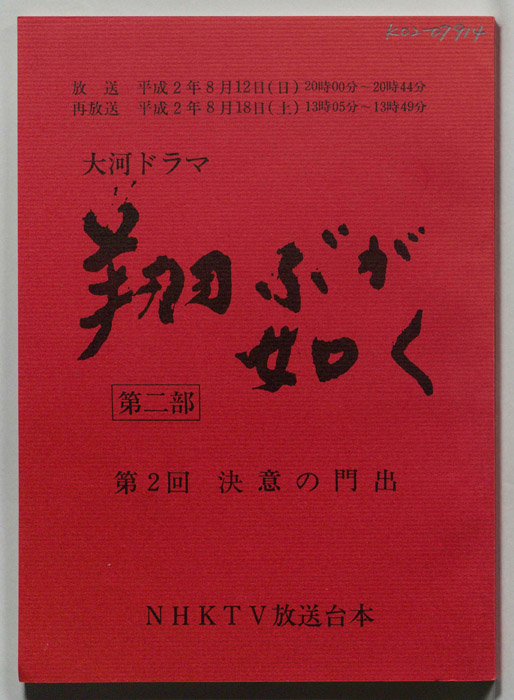 K02-07914
放送 平成2年8月12日(日) 20時00分~20時44分
再放送 平成2年8月18日(土) 13時05分~13時49分
大河ドラマ
翔ぶが
如く
第二部
第2回 決意の門出
NHKTV放送台本